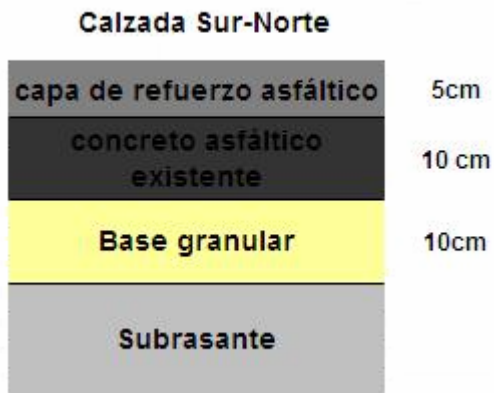 Calzada Sur-Norte
capa de refuerzo asfáltico 5cm
concreto asfáltico
existente 10 cm
Base granular 10cm
Subrasante